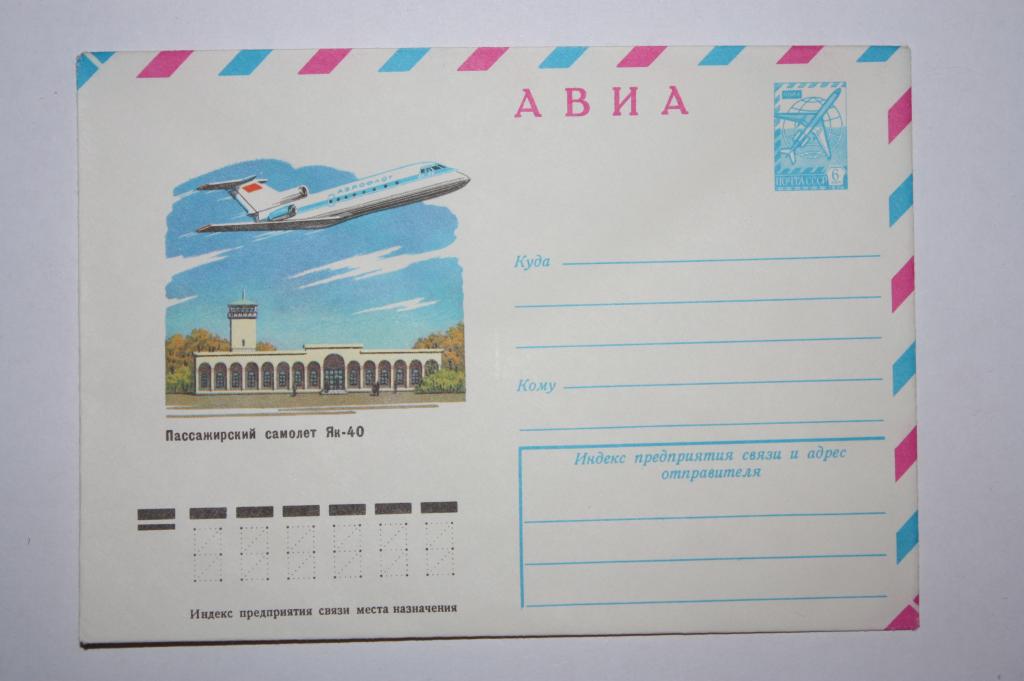 АВИА
ПОЧТА СССР 6
АЭРОФЛОТ
Куда
Кому
Пассажирский самолет Як-40
Индекс предприятия связи и адрес
отправителя
Индекс предприятия связи места назначения